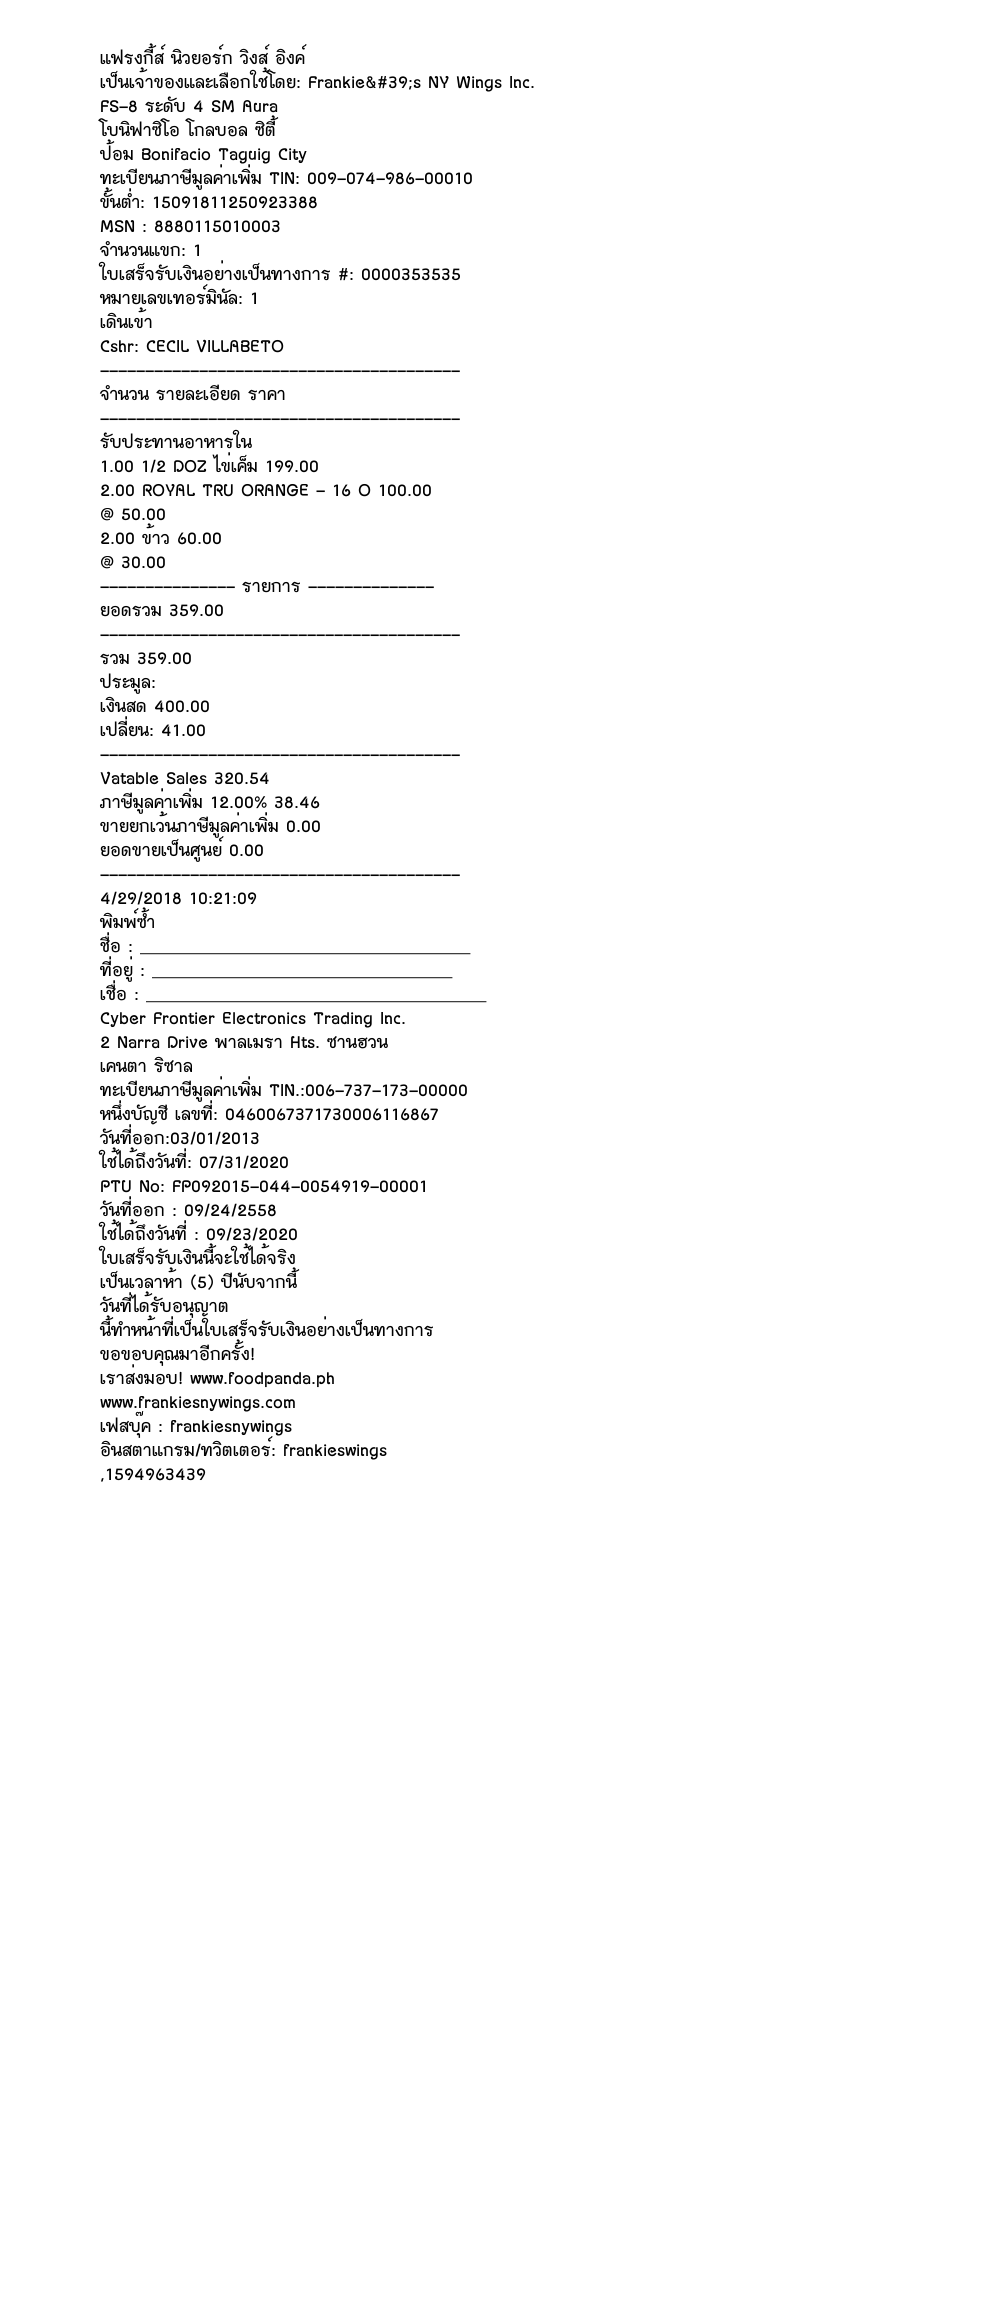 แฟรงกี้ส์ นิวยอร์ก วิงส์ อิงค์
เป็นเจ้าของและเลือกใช้โดย: Frankie&#39;s NY Wings Inc.
FS-8 ระดับ 4 SM Aura
โบนิฟาซิโอ โกลบอล ซิตี้
ป้อม Bonifacio Taguig City
ทะเบียนภาษีมูลค่าเพิ่ม TIN: 009-074-986-00010
ขั้นต่ำ: 15091811250923388
MSN : 8880115010003
จำนวนแขก: 1
ใบเสร็จรับเงินอย่างเป็นทางการ #: 0000353535
หมายเลขเทอร์มินัล: 1
เดินเข้า
Cshr: CECIL VILLABETO
----------------------------------------
จำนวน รายละเอียด ราคา
----------------------------------------
รับประทานอาหารใน
1.00 1/2 DOZ ไข่เค็ม 199.00
2.00 ROYAL TRU ORANGE - 16 O 100.00
@ 50.00
2.00 ข้าว 60.00
@ 30.00
--------------- รายการ --------------
ยอดรวม 359.00
----------------------------------------
รวม 359.00
ประมูล:
เงินสด 400.00
เปลี่ยน: 41.00
----------------------------------------
Vatable Sales 320.54
ภาษีมูลค่าเพิ่ม 12.00% 38.46
ขายยกเว้นภาษีมูลค่าเพิ่ม 0.00
ยอดขายเป็นศูนย์ 0.00
----------------------------------------
4/29/2018 10:21:09
พิมพ์ซ้ำ
ชื่อ : _________________________________
ที่อยู่ : ______________________________
เชื่อ : __________________________________
Cyber Frontier Electronics Trading Inc.
2 Narra Drive พาลเมรา Hts. ซานฮวน
เคนตา ริซาล
ทะเบียนภาษีมูลค่าเพิ่ม TIN.:006-737-173-00000
หนึ่งบัญชี เลขที่: 04600673717300061​16867
วันที่ออก:03/01/2013
ใช้ได้ถึงวันที่: 07/31/2020
PTU No: FP092015-044-0054919-00001
วันที่ออก : 09/24/2558
ใช้ได้ถึงวันที่ : 09/23/2020
ใบเสร็จรับเงินนี้จะใช้ได้จริง
เป็นเวลาห้า (5) ปีนับจากนี้
วันที่ได้รับอนุญาต
นี้ทำหน้าที่เป็นใบเสร็จรับเงินอย่างเป็นทางการ
ขอขอบคุณมาอีกครั้ง!
เราส่งมอบ! www.foodpanda.ph
www.frankiesnywings.com
เฟสบุ๊ค : frankiesnywings
อินสตาแกรม/ทวิตเตอร์: frankieswings
,1594963439